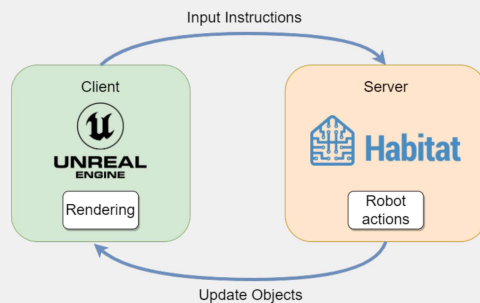 Input Instructions
Client
Server
UNREAL
ENGINE
Habitat
Rendering
Robot
actions
Update Objects